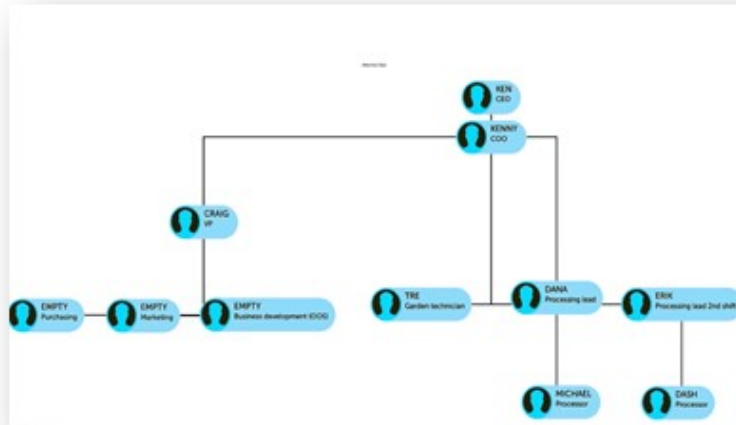 KEN
CEO
KENNY
COO
CRAIG
VP
EMPTY
Purchasing
EMPTY
Marketing
EMPTY
Business development
TRE
Garden technician
DANA
Processing lead
ERIK
Processing lead 2nd shift
MICHAEL
Processor
DASH
Processor